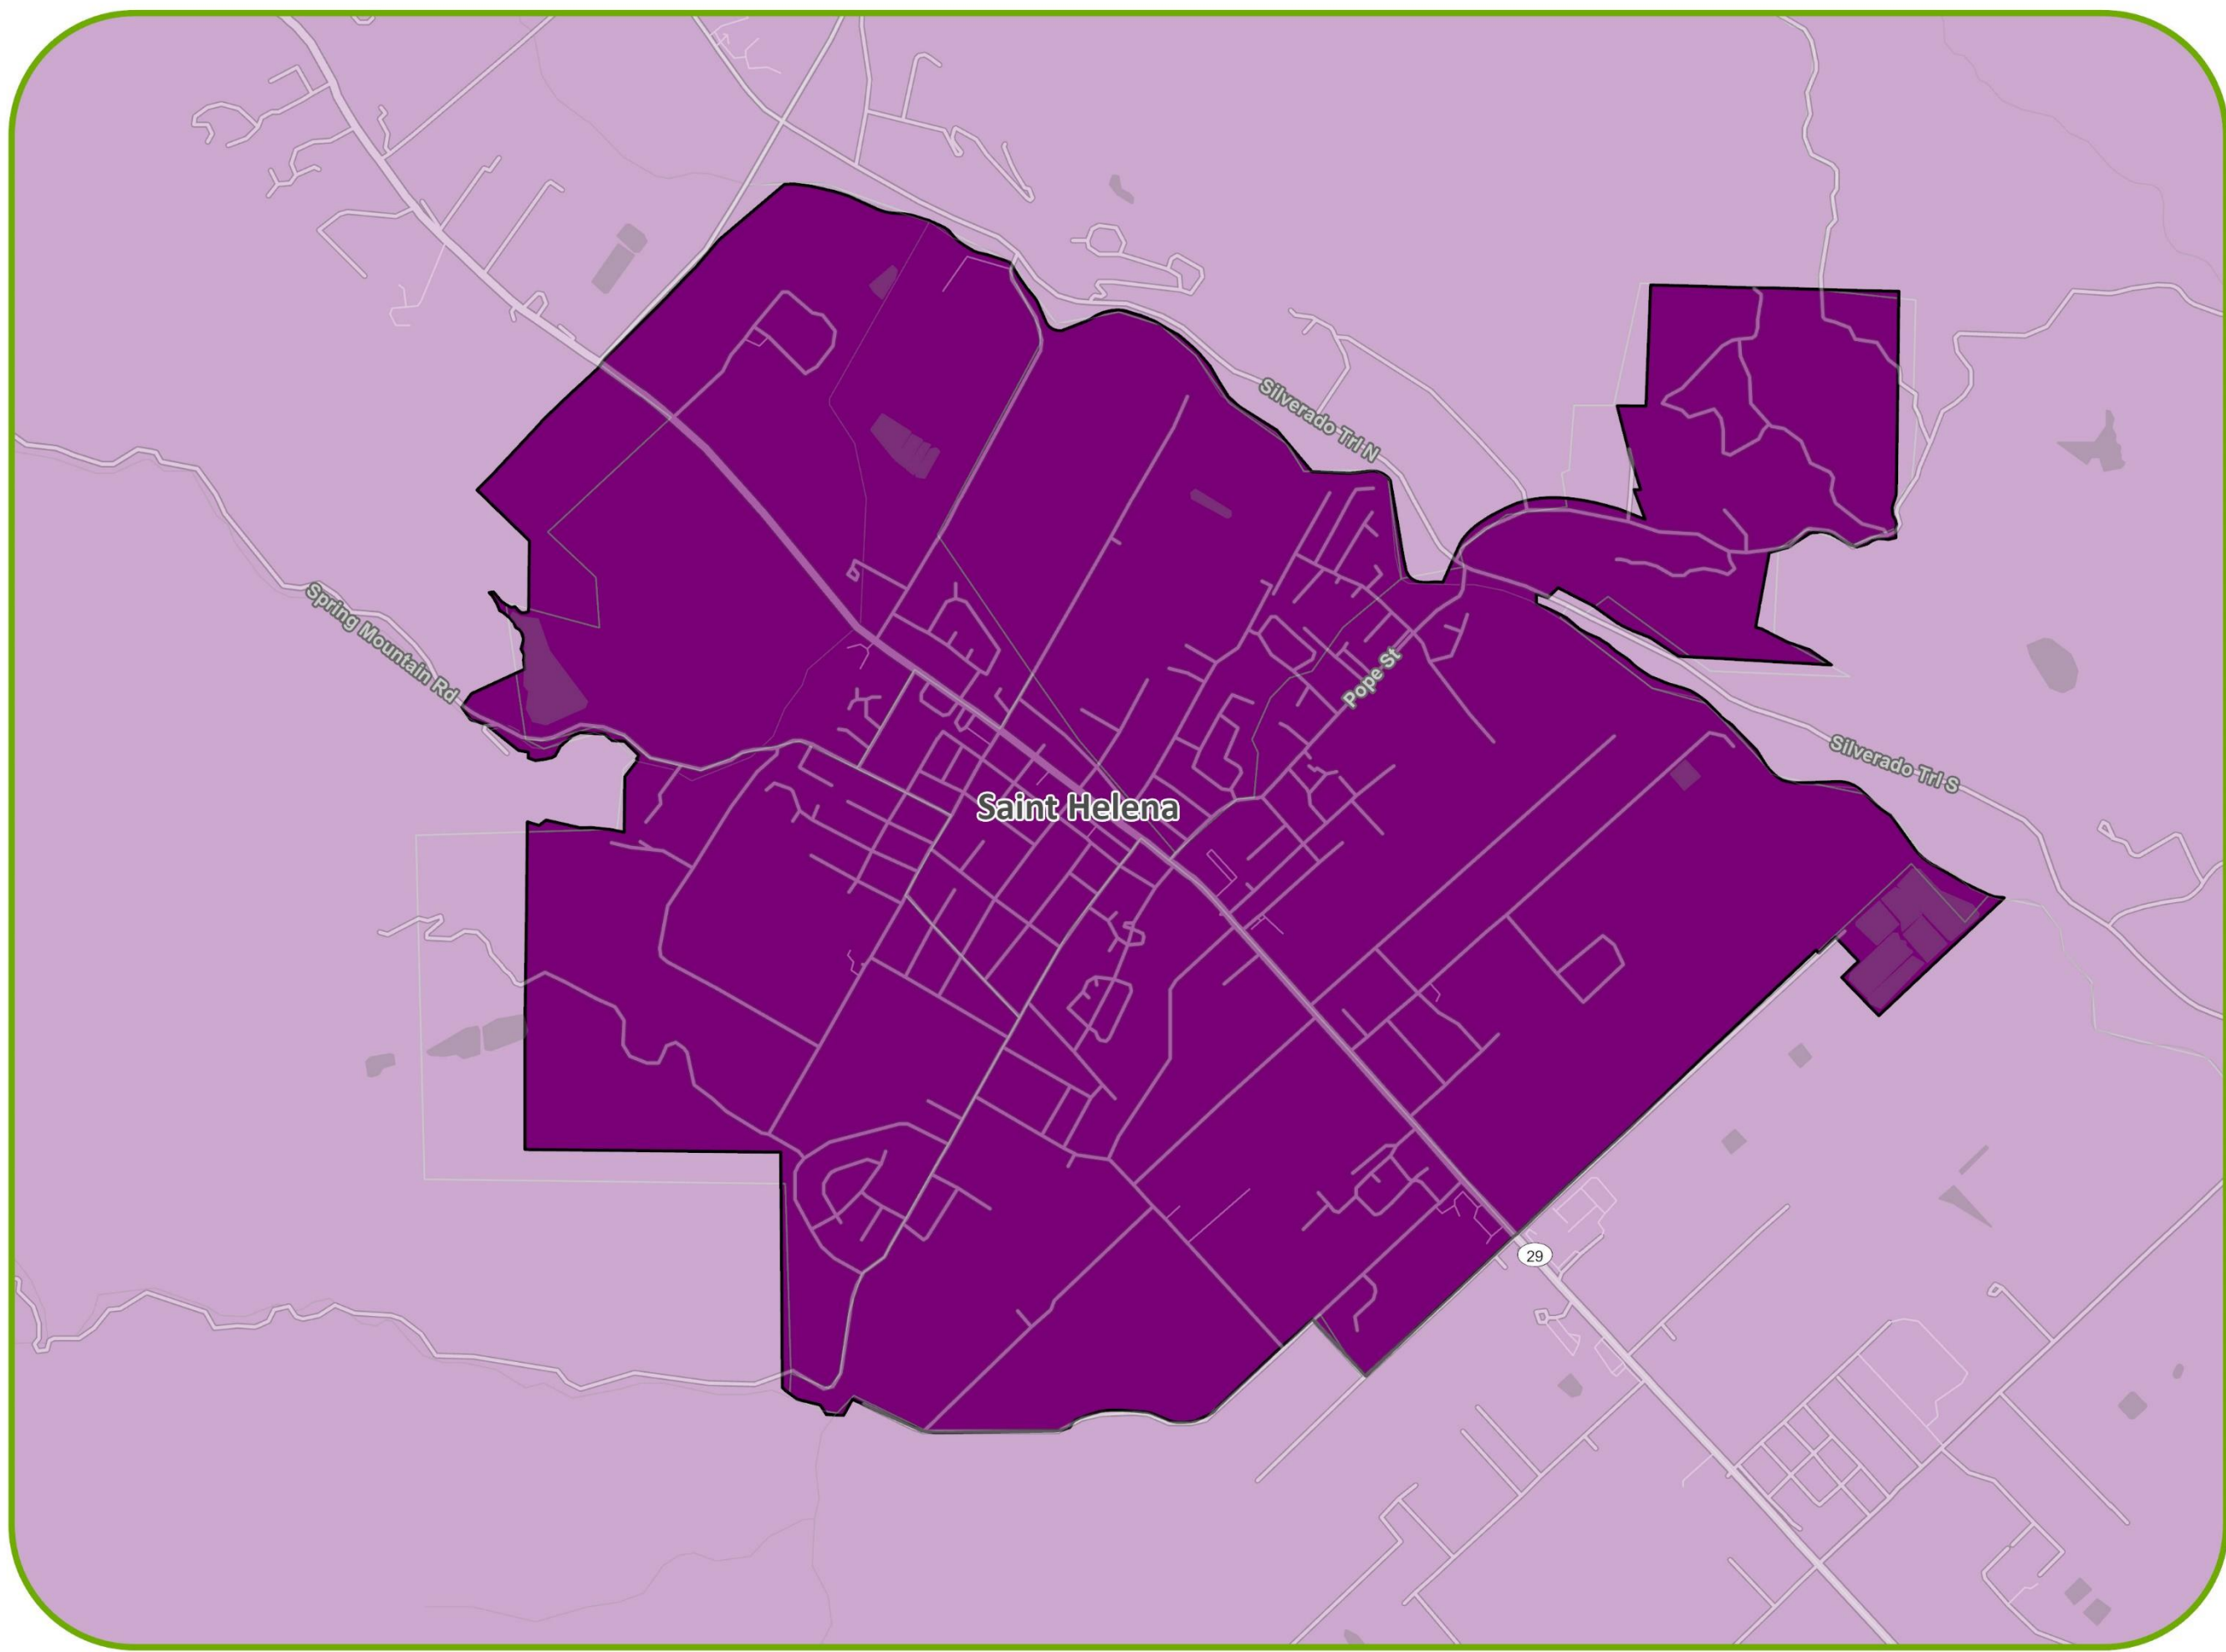 Silverado Trl N
Spring Mountain Rd
Pope St
Silverado Trl S
Saint Helena
29